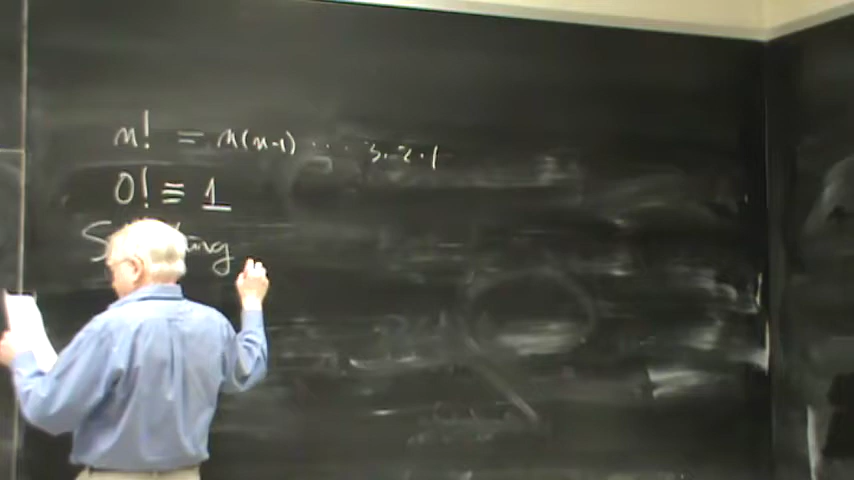 n! = n(n-1) .... 3.2.1
0! ≡ 1